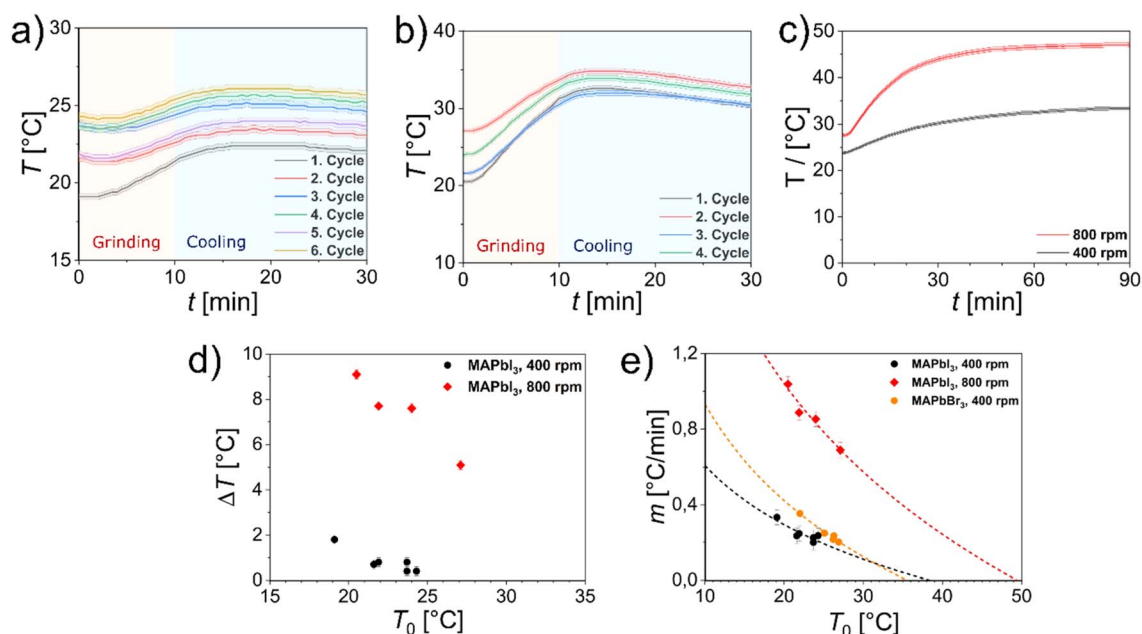 a)
30
25
20
15
T [°C]
Grinding
Cooling
1. Cycle
2. Cycle
3. Cycle
4. Cycle
5. Cycle
6. Cycle
0 10 20 30
t [min]
b)
40
30
20
10
T [°C]
Grinding
Cooling
1. Cycle
2. Cycle
3. Cycle
4. Cycle
0 10 20 30
t [min]
c)
50
40
30
20
10
0
T / [°C]
800 rpm
400 rpm
0 30 60 90
t [min]
d)
10
8
6
4
2
0
ΔT [°C]
MAPbI₃, 400 rpm
MAPbI₃, 800 rpm
15 20 25 30 35
T₀ [°C]
e)
1,2
0,8
0,4
0,0
m [°C/min]
MAPbI₃, 400 rpm
MAPbI₃, 800 rpm
MAPbBr₃, 400 rpm
10 20 30 40 50
T₀ [°C]